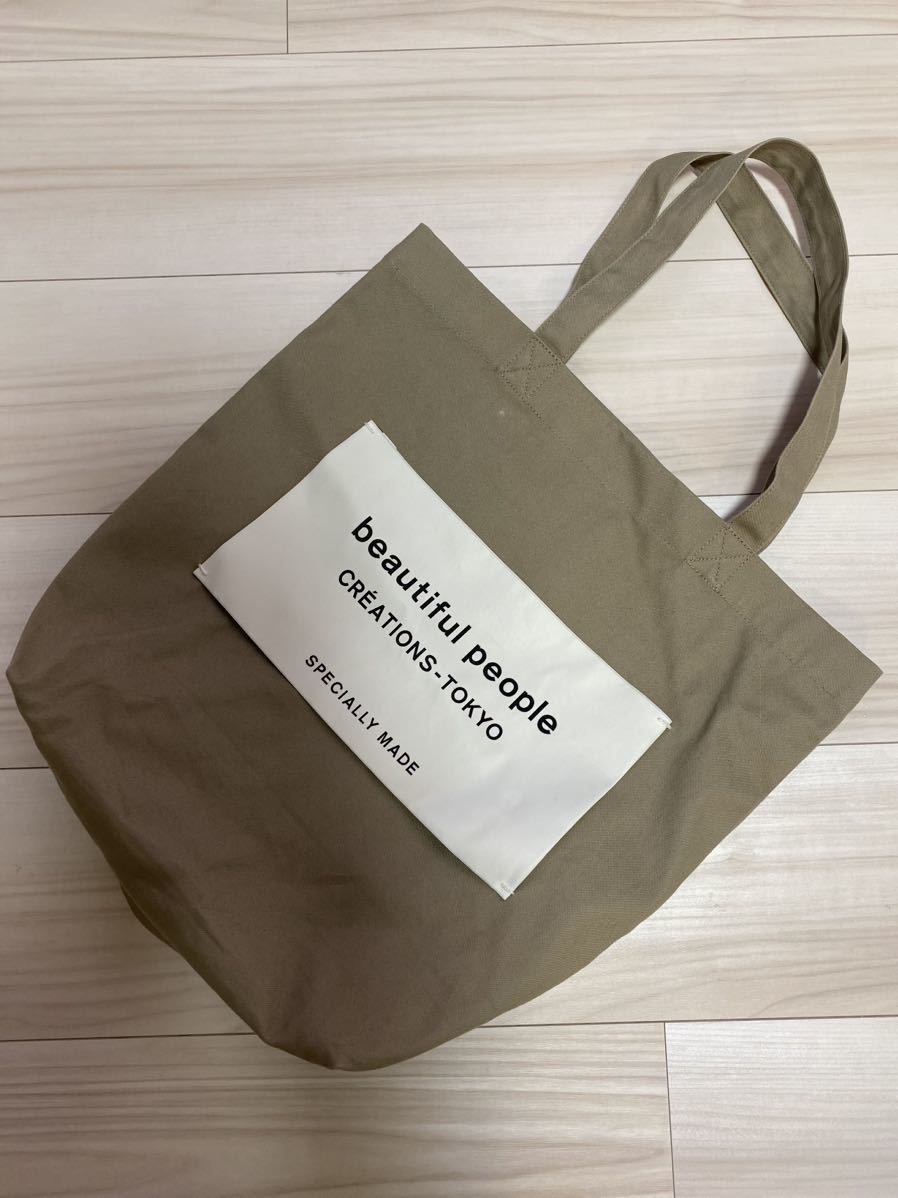 beautiful people
CRÉATIONS-TOKYO
SPECIALLY MADE